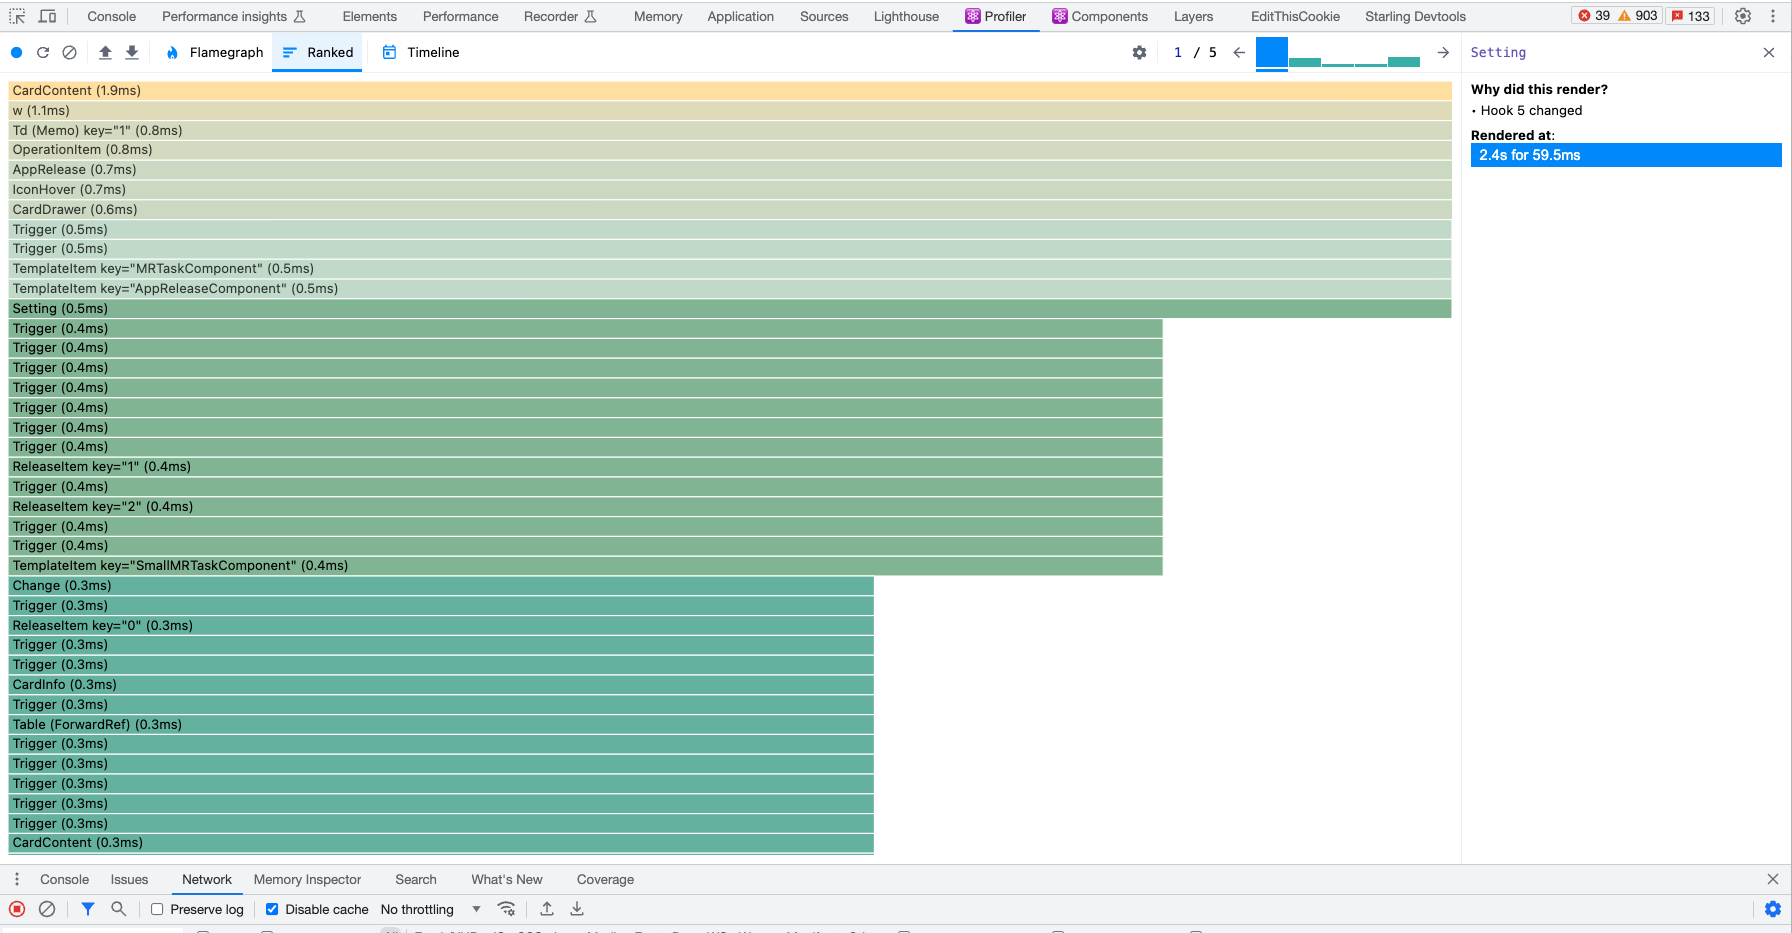 Console Performance insights Elements Performance Recorder Memory Application Sources Lighthouse Profiler Components Layers EditThisCookie Starling Devtools 39 903 133
Flamegraph Ranked Timeline 1 / 5 Setting
CardContent (1.9ms)
w (1.1ms)
Td (Memo) key="1" (0.8ms)
OperationItem (0.8ms)
AppRelease (0.7ms)
IconHover (0.7ms)
CardDrawer (0.6ms)
Trigger (0.5ms)
Trigger (0.5ms)
TemplateItem key="MRTaskComponent" (0.5ms)
TemplateItem key="AppReleaseComponent" (0.5ms)
Setting (0.5ms)
Trigger (0.4ms)
Trigger (0.4ms)
Trigger (0.4ms)
Trigger (0.4ms)
Trigger (0.4ms)
Trigger (0.4ms)
Trigger (0.4ms)
ReleaseItem key="1" (0.4ms)
Trigger (0.4ms)
ReleaseItem key="2" (0.4ms)
Trigger (0.4ms)
Trigger (0.4ms)
TemplateItem key="SmallMRTaskComponent" (0.4ms)
Change (0.3ms)
Trigger (0.3ms)
ReleaseItem key="0" (0.3ms)
Trigger (0.3ms)
Trigger (0.3ms)
CardInfo (0.3ms)
Trigger (0.3ms)
Table (ForwardRef) (0.3ms)
Trigger (0.3ms)
Trigger (0.3ms)
Trigger (0.3ms)
Trigger (0.3ms)
Trigger (0.3ms)
CardContent (0.3ms)
Why did this render?
• Hook 5 changed
Rendered at:
2.4s for 59.5ms
Console Issues Network Memory Inspector Search What's New Coverage
Preserve log Disable cache No throttling